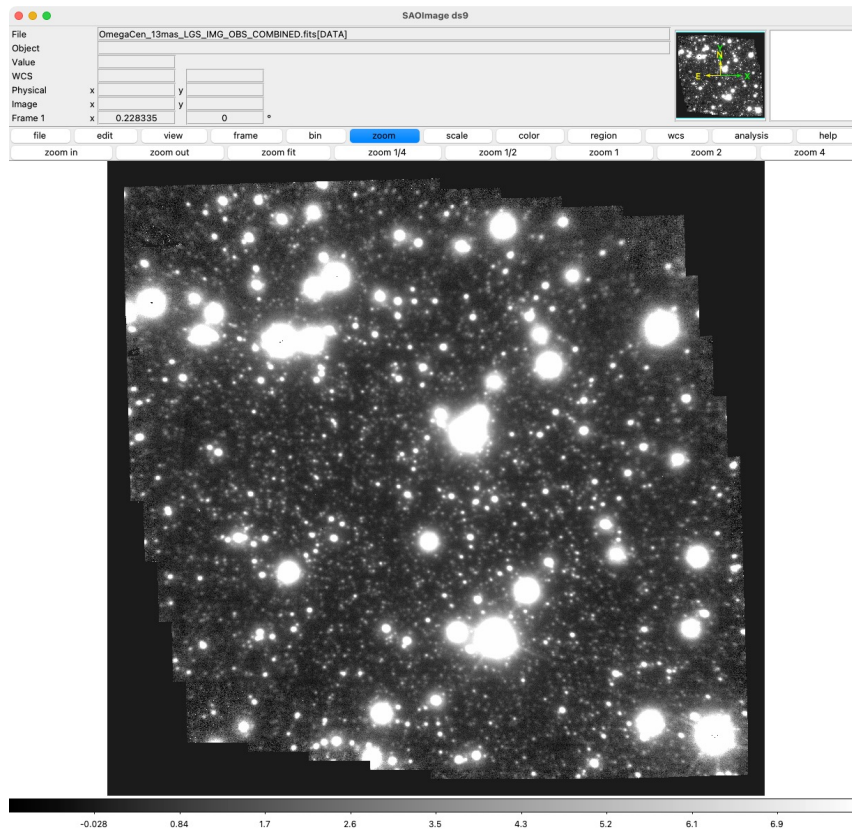 SAOImage ds9
File OmegaCen_13mas_LGS_IMG_OBS_COMBINED.fits[DATA]
Object
Value
WCS
Physical x y
Image x y
Frame 1 x 0.228335 0 °
N
E X
file edit view frame bin zoom scale color region wcs analysis help
zoom in zoom out zoom fit zoom 1/4 zoom 1/2 zoom 1 zoom 2 zoom 4
-0.028 0.84 1.7 2.6 3.5 4.3 5.2 6.1 6.9